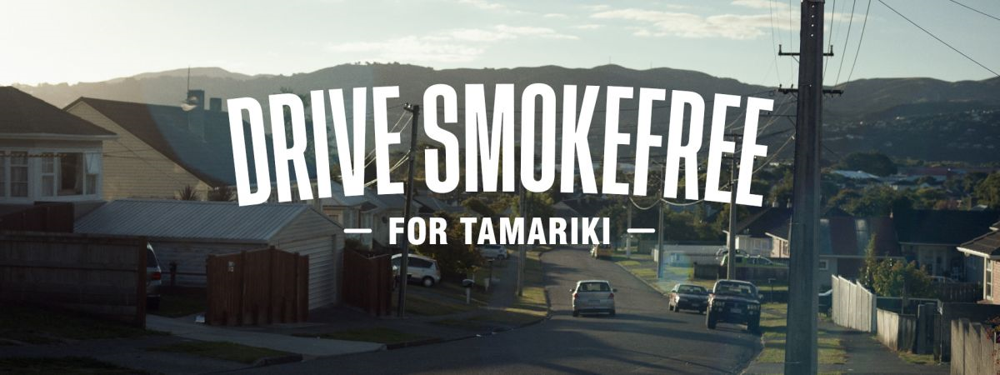 DRIVE SMOKEFREE
— FOR TAMARIKI —